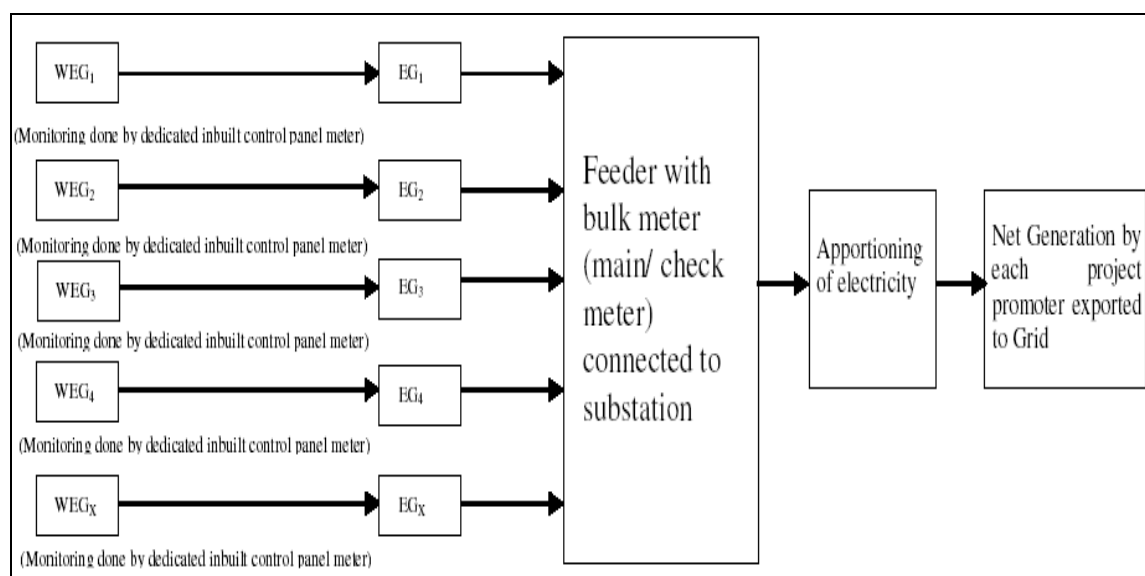 WEG₁
EG₁
(Monitoring done by dedicated inbuilt control panel meter)
WEG₂
EG₂
(Monitoring done by dedicated inbuilt control panel meter)
WEG₃
EG₃
(Monitoring done by dedicated inbuilt control panel meter)
WEG₄
EG₄
(Monitoring done by dedicated inbuilt control panel meter)
WEGX
EGX
(Monitoring done by dedicated inbuilt control panel meter)
Feeder with
bulk meter
(main/ check
meter)
connected to
substation
Apportioning
of electricity
Net Generation by
each project
promoter exported
to Grid